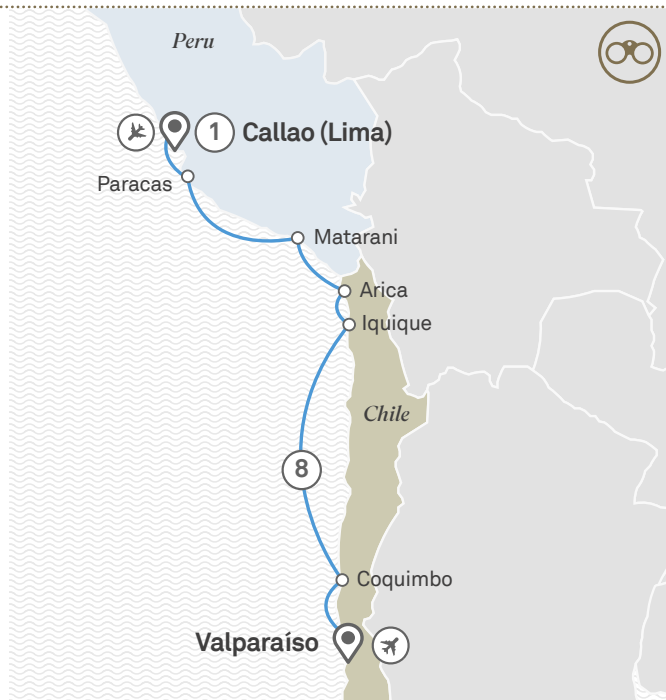 Peru
1 Callao (Lima)
Paracas
Matarani
Arica
Iquique
Chile
8
Coquimbo
Valparaíso